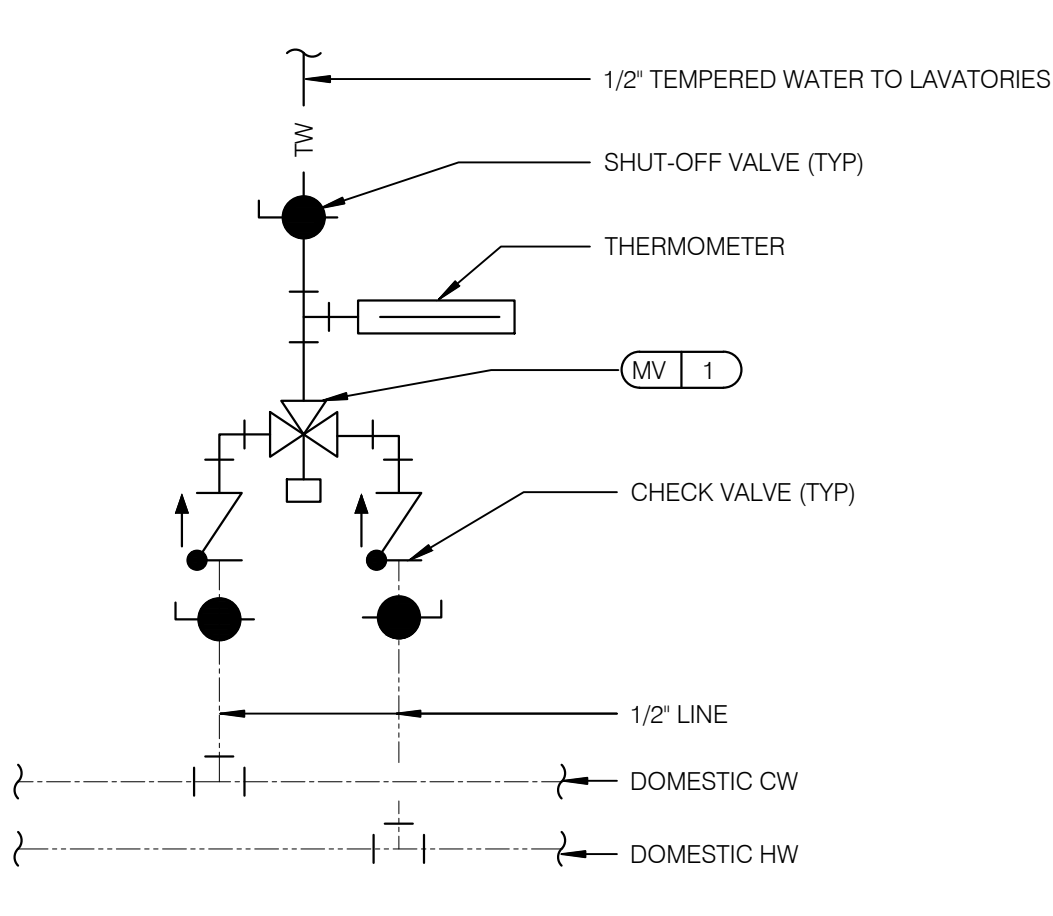 1/2" TEMPERED WATER TO LAVATORIES
TW
SHUT-OFF VALVE (TYP)
THERMOMETER
MV 1
CHECK VALVE (TYP)
1/2" LINE
DOMESTIC CW
DOMESTIC HW